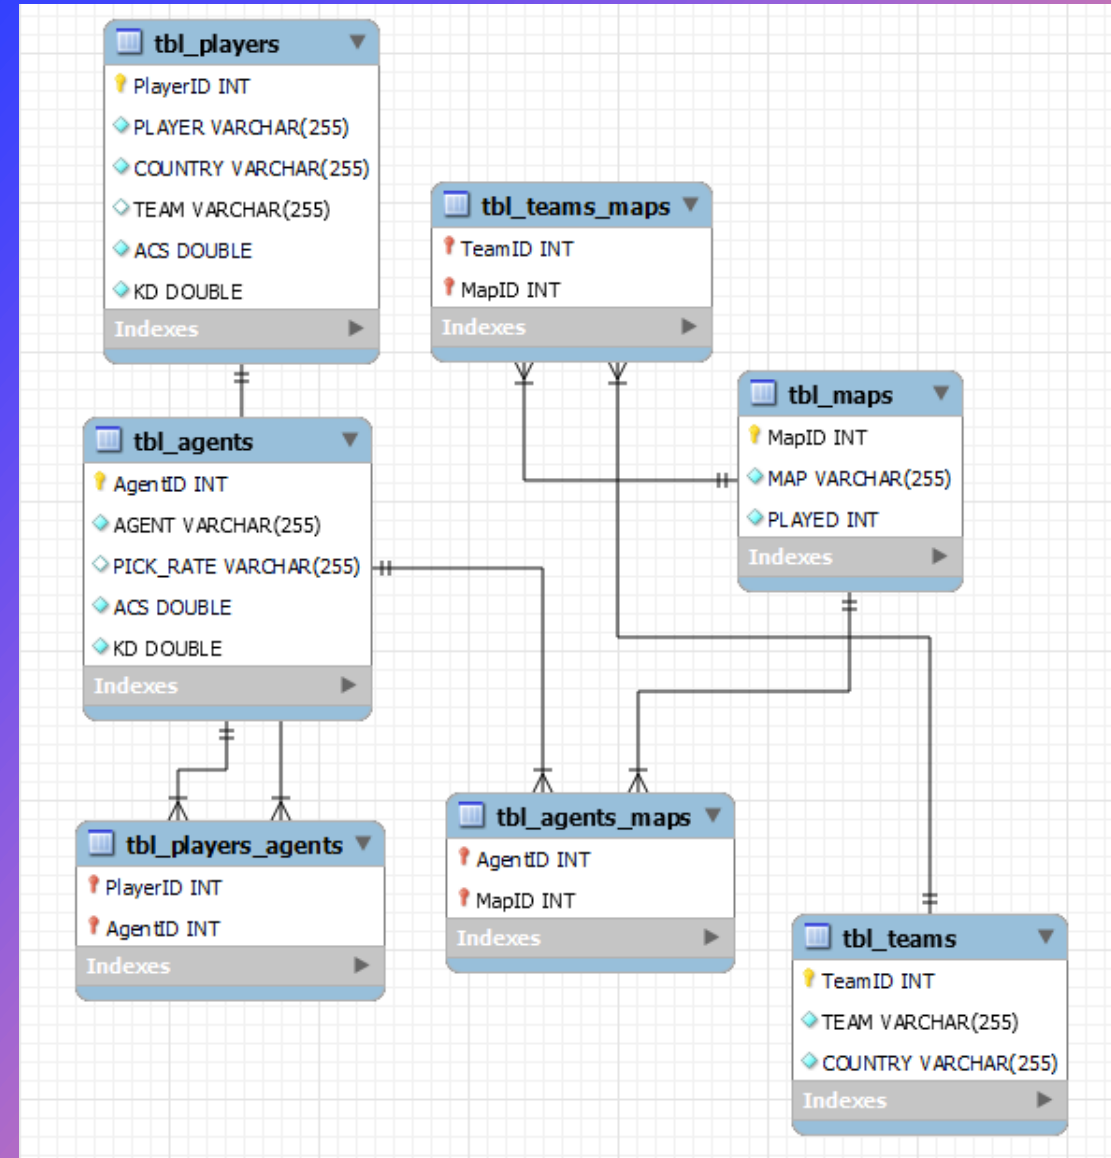 tbl_players
PlayerID INT
PLAYER VARCHAR(255)
COUNTRY VARCHAR(255)
TEAM VARCHAR(255)
ACS DOUBLE
KD DOUBLE
Indexes
tbl_teams_maps
TeamID INT
MapID INT
Indexes
tbl_maps
MapID INT
MAP VARCHAR(255)
PLAYED INT
Indexes
tbl_agents
AgentID INT
AGENT VARCHAR(255)
PICK_RATE VARCHAR(255)
ACS DOUBLE
KD DOUBLE
Indexes
tbl_players_agents
PlayerID INT
AgentID INT
Indexes
tbl_agents_maps
AgentID INT
MapID INT
Indexes
tbl_teams
TeamID INT
TEAM VARCHAR(255)
COUNTRY VARCHAR(255)
Indexes